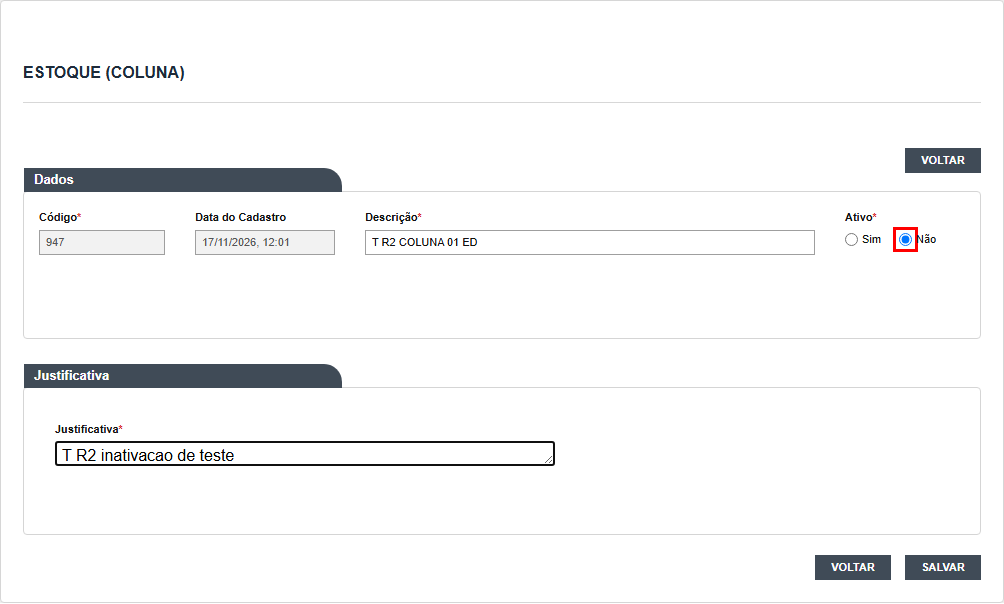 ESTOQUE (COLUNA)
VOLTAR
Dados
Código* Data do Cadastro Descrição* Ativo*
947 17/11/2026, 12:01 T R2 COLUNA 01 ED Sim Não
Justificativa
Justificativa*
T R2 inativacao de teste
VOLTAR SALVAR